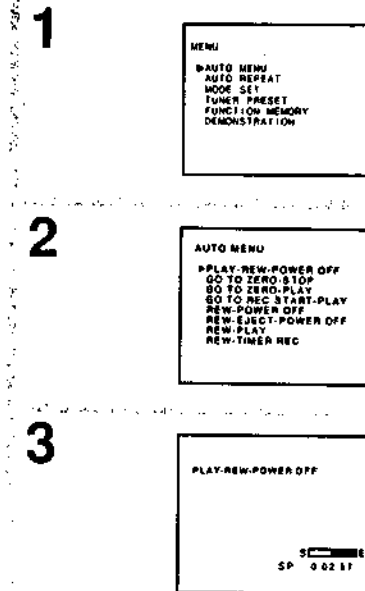 1
MENU
AUTO MENU
AUTO REPEAT
MODE SET
TUNER PRESET
FUNCTION MEMORY
DEMONSTRATION
2
AUTO MENU
PLAY-REW-POWER OFF
GO TO ZERO-STOP
GO TO ZERO-PLAY
GO TO REC START-PLAY
REW-POWER OFF
REW-EJECT-POWER OFF
REW-PLAY
REW-TIMER REC
3
PLAY-REW-POWER OFF
S E
SP